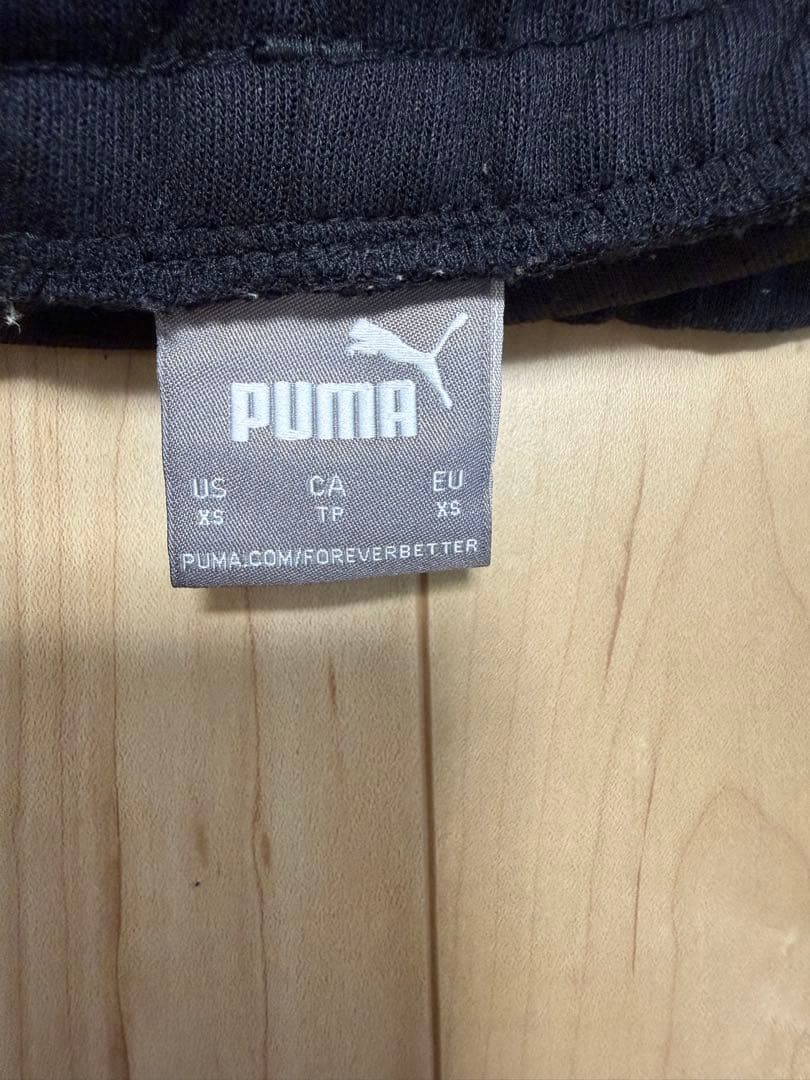 PUMA
US CA EU
XS TP XS
PUMA.COM/FOREVERBETTER